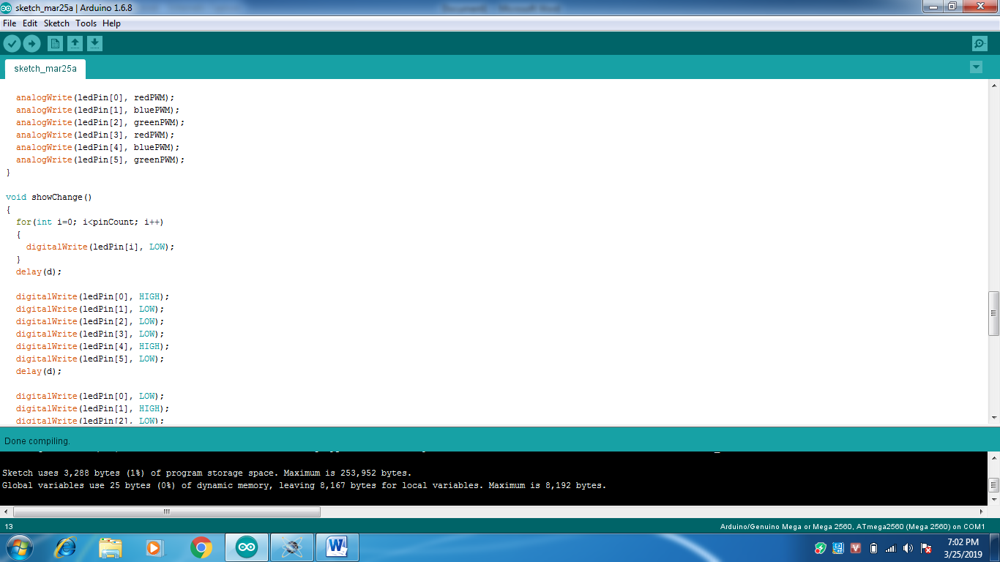 sketch_mar25a | Arduino 1.6.8
File Edit Sketch Tools Help
sketch_mar25a
analogWrite(ledPin[0], redPWM);
analogWrite(ledPin[1], bluePWM);
analogWrite(ledPin[2], greenPWM);
analogWrite(ledPin[3], redPWM);
analogWrite(ledPin[4], bluePWM);
analogWrite(ledPin[5], greenPWM);
}
void showChange()
{
for(int i=0; i<pinCount; i++)
{
digitalWrite(ledPin[i], LOW);
}
delay(d);
digitalWrite(ledPin[0], HIGH);
digitalWrite(ledPin[1], LOW);
digitalWrite(ledPin[2], LOW);
digitalWrite(ledPin[3], LOW);
digitalWrite(ledPin[4], HIGH);
digitalWrite(ledPin[5], LOW);
delay(d);
digitalWrite(ledPin[0], LOW);
digitalWrite(ledPin[1], HIGH);
digitalWrite(ledPin[2], LOW);
Done compiling.
Sketch uses 3,288 bytes (1%) of program storage space. Maximum is 253,952 bytes.
Global variables use 25 bytes (0%) of dynamic memory, leaving 8,167 bytes for local variables. Maximum is 8,192 bytes.
13
Arduino/Genuino Mega or Mega 2560, ATmega2560 (Mega 2560) on COM1
7:02 PM
3/25/2019